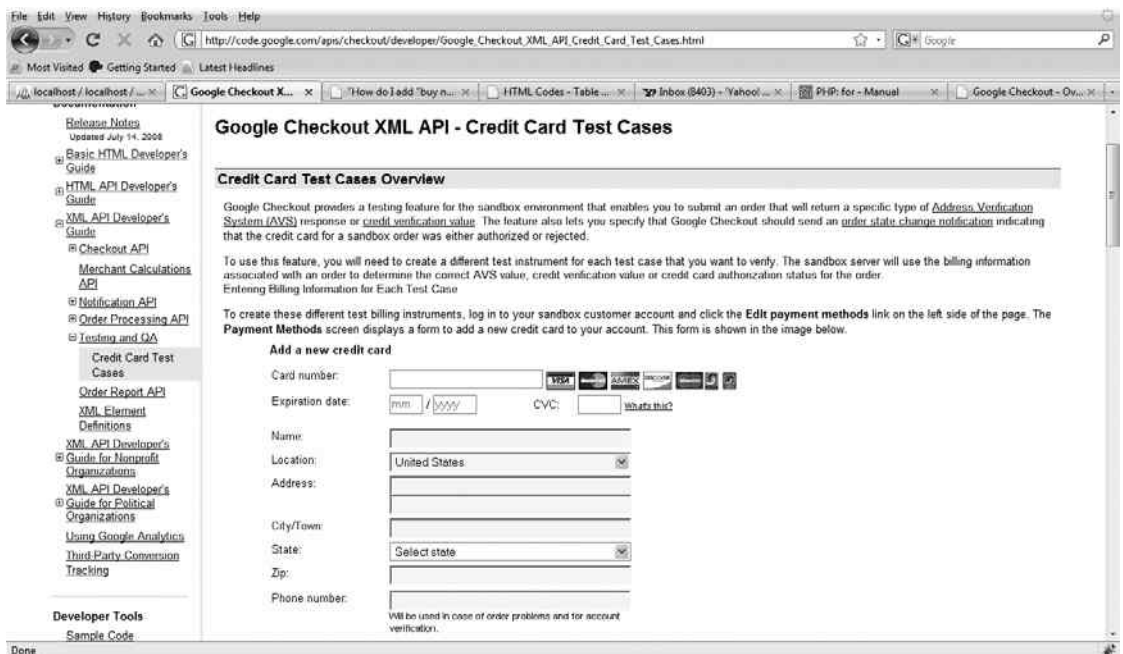 File Edit View History Bookmarks Tools Help
http://code.google.com/apis/checkout/developer/Google_Checkout_XML_API_Credit_Card_Test_Cases.html
Google
Most Visited Getting Started Latest Headlines
localhost / localhost / ... Google Checkout X... "How do I add "buy n... HTML Codes - Table ... Inbox (8403) - 'Yahoo! ... PHP: for - Manual Google Checkout - Ov...
Documentation
Release Notes
Updated July 14, 2008
Basic HTML Developer's
Guide
HTML API Developer's
Guide
XML API Developer's
Guide
Checkout API
Merchant Calculations
API
Notification API
Order Processing API
Testing and QA
Credit Card Test
Cases
Order Report API
XML Element
Definitions
XML API Developer's
Guide for Nonprofit
Organizations
XML API Developer's
Guide for Political
Organizations
Using Google Analytics
Third-Party Conversion
Tracking
Developer Tools
Sample Code
Google Checkout XML API - Credit Card Test Cases
Credit Card Test Cases Overview
Google Checkout provides a testing feature for the sandbox environment that enables you to submit an order that will return a specific type of Address Verification
System (AVS) response or credit verification value. The feature also lets you specify that Google Checkout should send an order state change notification indicating
that the credit card for a sandbox order was either authorized or rejected.
To use this feature, you will need to create a different test instrument for each test case that you want to verify. The sandbox server will use the billing information
associated with an order to determine the correct AVS value, credit verification value or credit card authorization status for the order.
Entering Billing Information for Each Test Case
To create these different test billing instruments, log in to your sandbox customer account and click the Edit payment methods link on the left side of the page. The
Payment Methods screen displays a form to add a new credit card to your account. This form is shown in the image below.
Add a new credit card
Card number: VISA AMEX DISCOVER
Expiration date: mm / yyyy CVC: What's this?
Name:
Location: United States
Address:
City/Town:
State: Select state
Zip:
Phone number:
Will be used in case of order problems and for account
verification.
Done